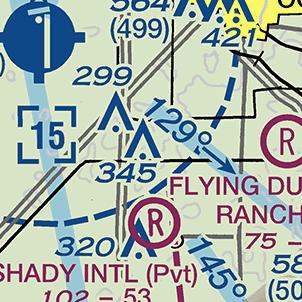 564
(499)
421
299
15
129°
R
345
FLYING DU
RANCH
R
320
75 -
SHADY INTL (Pvt)
145°
58
(50
102 - 53